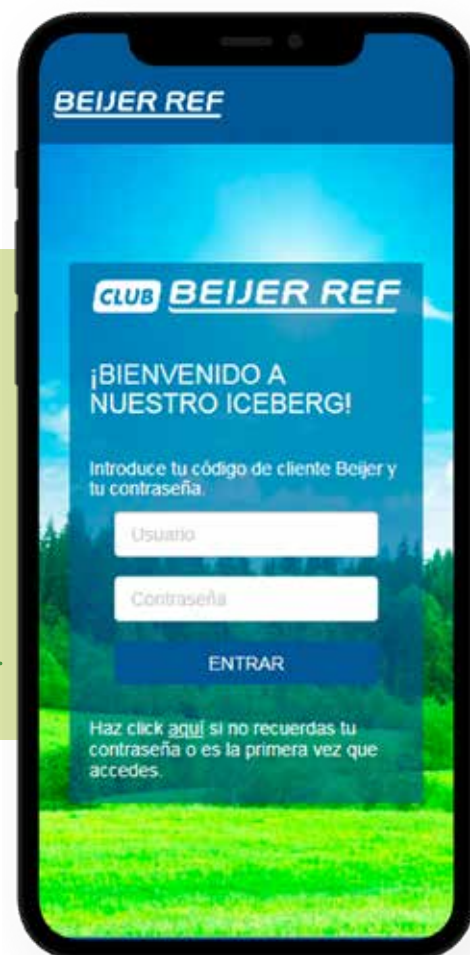 BEIJER REF
CLUB BEIJER REF
¡BIENVENIDO A
NUESTRO ICEBERG!
Introduce tu código de cliente Beijer y
tu contraseña.
Usuario
Contraseña
ENTRAR
Haz click aquí si no recuerdas tu
contraseña o es la primera vez que
accedes.